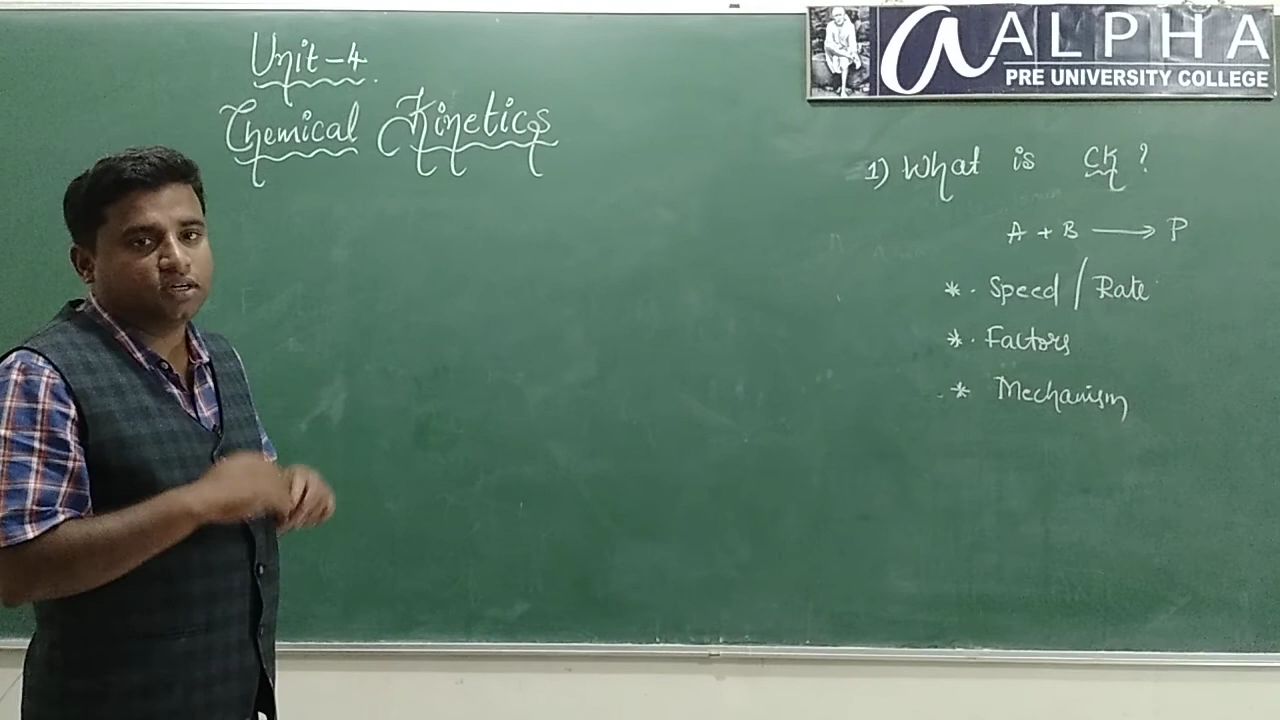 Unit-4
Chemical Kinetics
ALPHA
PRE UNIVERSITY COLLEGE
1) What is CK ?
A + B ⟶ P
* . Speed / Rate
* . Factors
* Mechanism